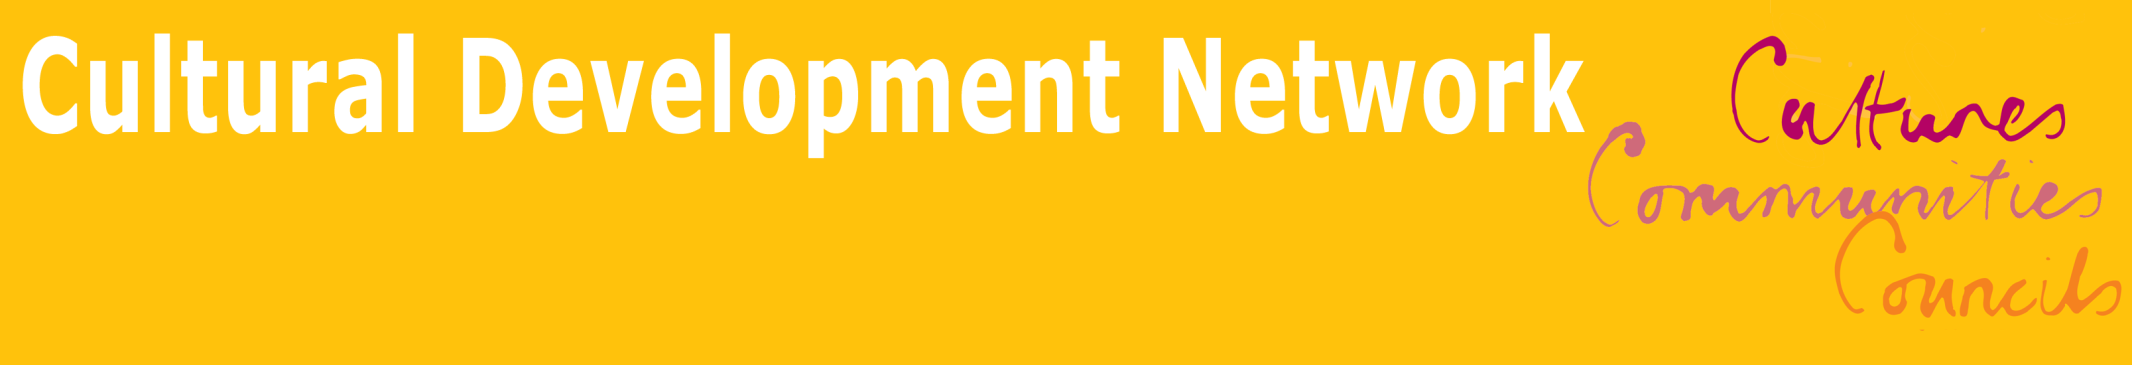 Cultural Development Network
Cultures
Communities
Councils